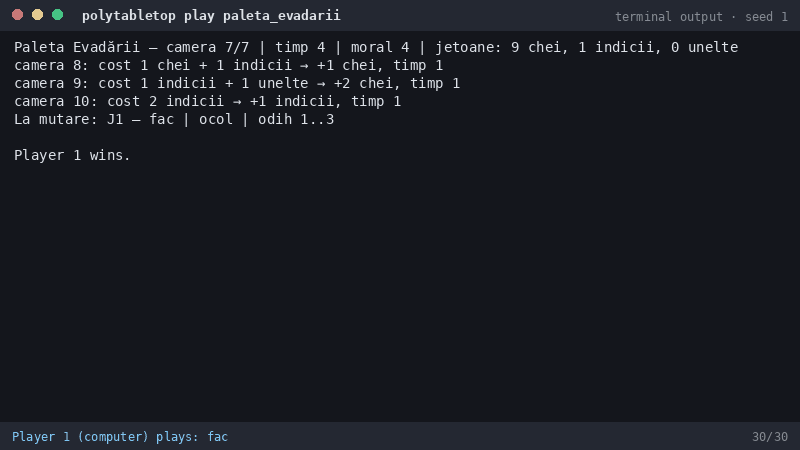 polytabletop play paleta_evadarii
terminal output · seed 1
Paleta Evadării — camera 7/7 | timp 4 | moral 4 | jetoane: 9 chei, 1 indicii, 0 unelte
camera 8: cost 1 chei + 1 indicii → +1 chei, timp 1
camera 9: cost 1 indicii + 1 unelte → +2 chei, timp 1
camera 10: cost 2 indicii → +1 indicii, timp 1
La mutare: J1 — fac | ocol | odih 1..3
Player 1 wins.
Player 1 (computer) plays: fac
30/30